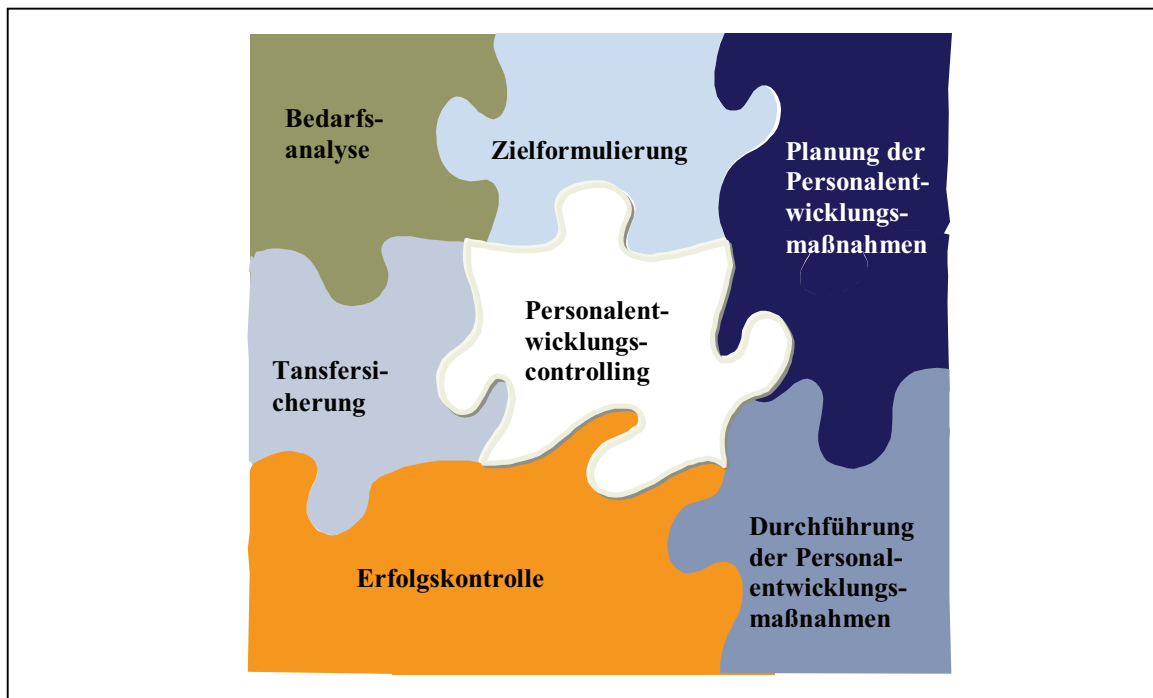 Bedarfs-
analyse
Zielformulierung
Planung der
Personalent-
wicklungs-
maßnahmen
Personalent-
wicklungs-
controlling
Tansfersi-
cherung
Erfolgskontrolle
Durchführung
der Personal-
entwicklungs-
maßnahmen